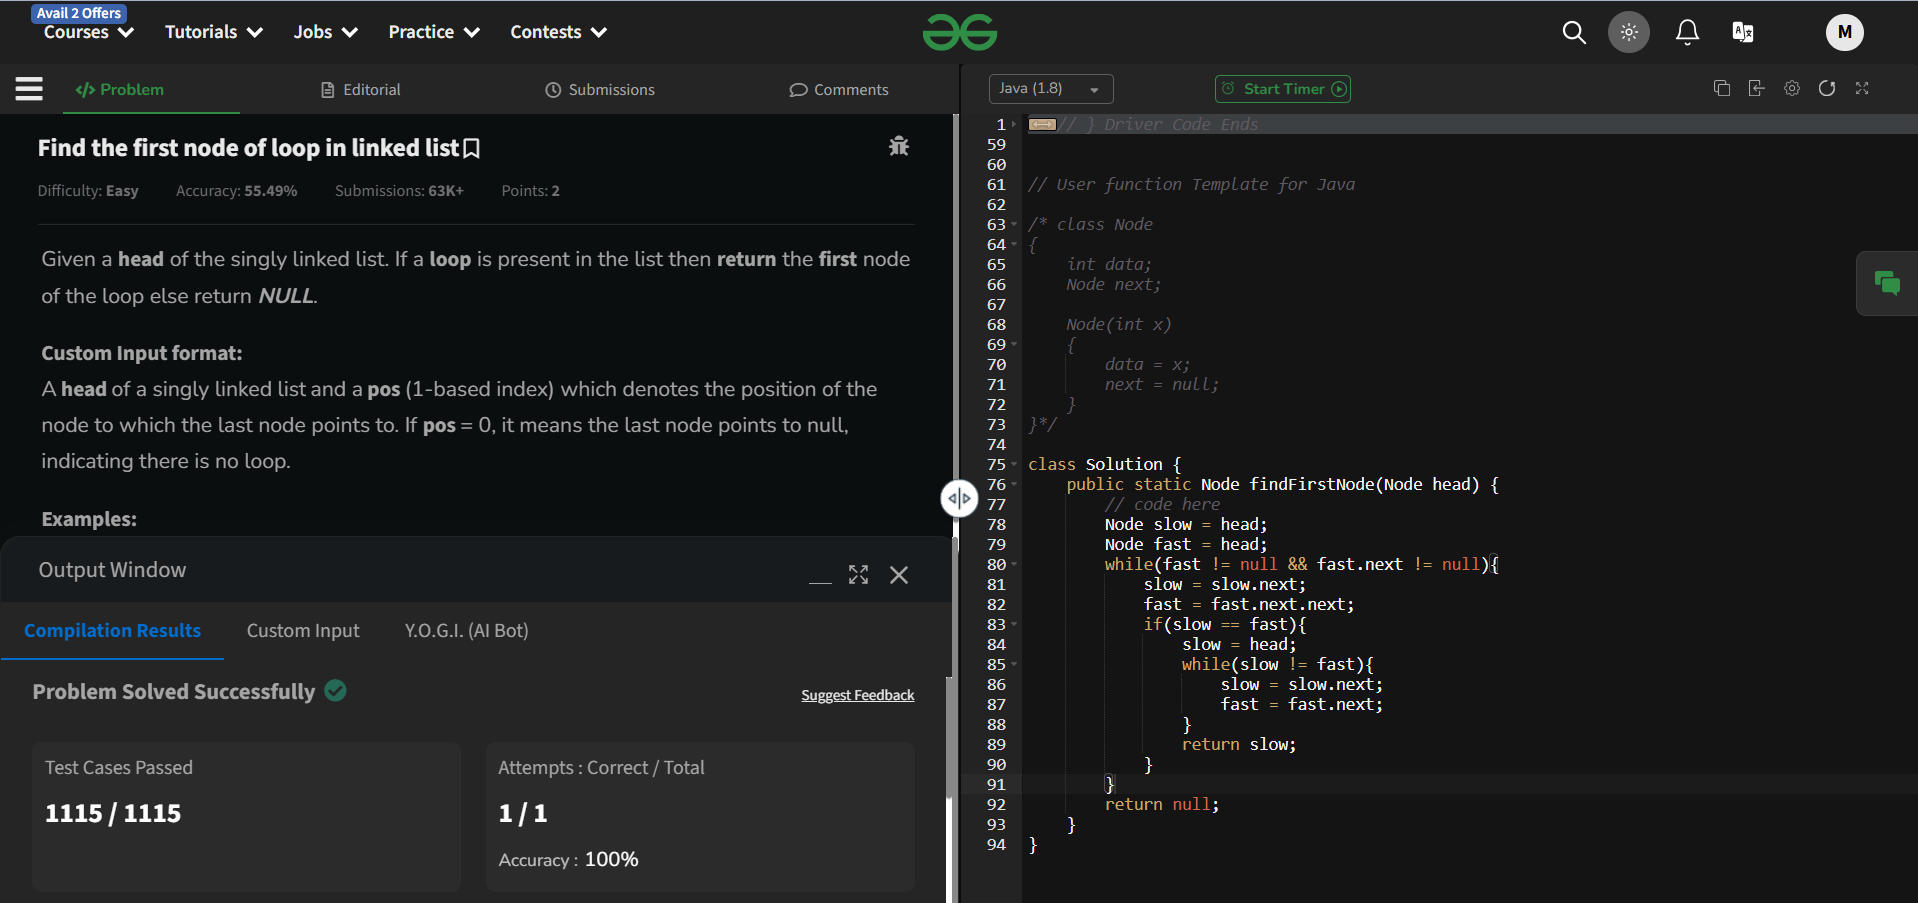 Avail 2 Offers
Courses Tutorials Jobs Practice Contests
M
Problem Editorial Submissions Comments
Find the first node of loop in linked list
Difficulty: Easy Accuracy: 55.49% Submissions: 63K+ Points: 2
Given a head of the singly linked list. If a loop is present in the list then return the first node
of the loop else return NULL.
Custom Input format:
A head of a singly linked list and a pos (1-based index) which denotes the position of the
node to which the last node points to. If pos = 0, it means the last node points to null,
indicating there is no loop.
Examples:
Output Window
Compilation Results Custom Input Y.O.G.I. (AI Bot)
Problem Solved Successfully
Suggest Feedback
Test Cases Passed
1115 / 1115
Attempts : Correct / Total
1 / 1
Accuracy : 100%
Java (1.8) Start Timer
1 // } Driver Code Ends
59
60
61 // User function Template for Java
62
63 /* class Node
64 {
65 int data;
66 Node next;
67
68 Node(int x)
69 {
70 data = x;
71 next = null;
72 }
73 }*/
74
75 class Solution {
76 public static Node findFirstNode(Node head) {
77 // code here
78 Node slow = head;
79 Node fast = head;
80 while(fast != null && fast.next != null){
81 slow = slow.next;
82 fast = fast.next.next;
83 if(slow == fast){
84 slow = head;
85 while(slow != fast){
86 slow = slow.next;
87 fast = fast.next;
88 }
89 return slow;
90 }
91 }
92 return null;
93 }
94 }